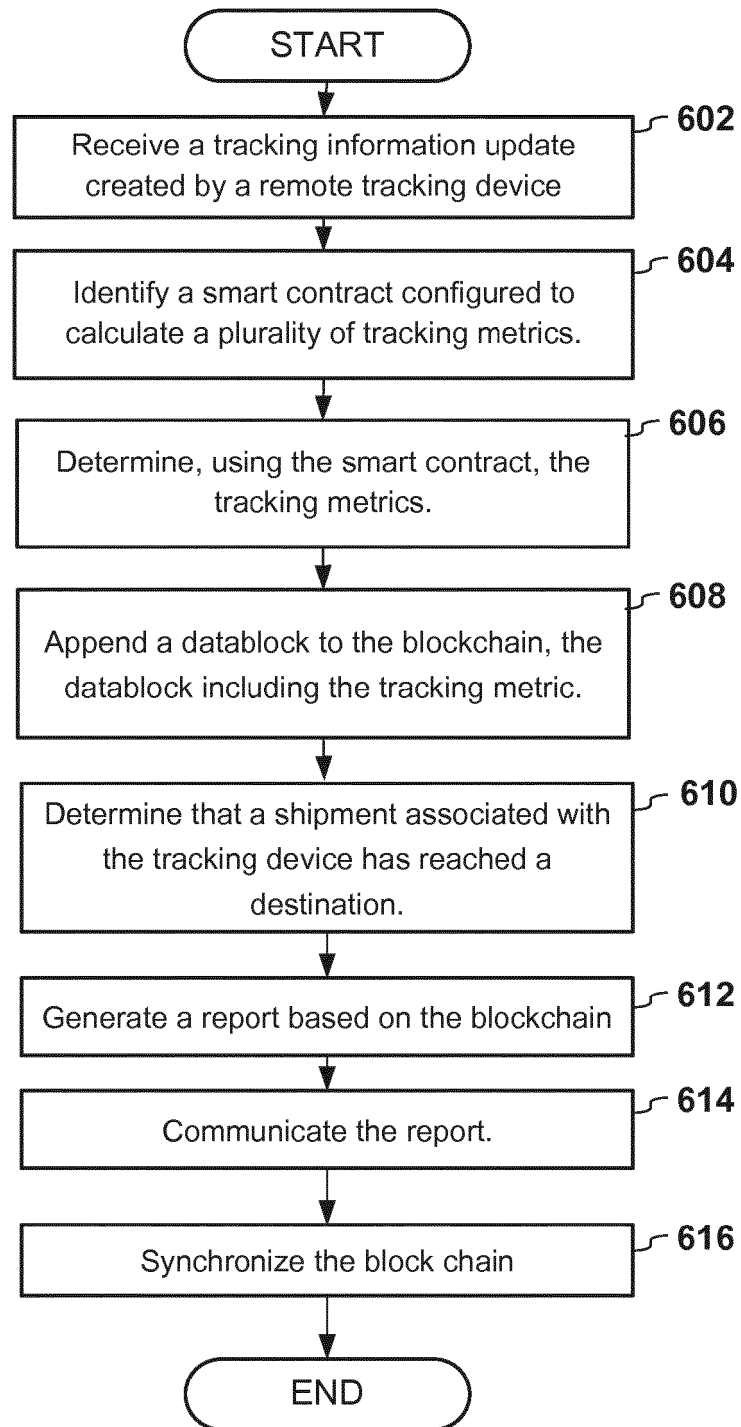 START
602
Receive a tracking information update
created by a remote tracking device
604
Identify a smart contract configured to
calculate a plurality of tracking metrics.
606
Determine, using the smart contract, the
tracking metrics.
608
Append a datablock to the blockchain, the
datablock including the tracking metric.
610
Determine that a shipment associated with
the tracking device has reached a
destination.
612
Generate a report based on the blockchain
614
Communicate the report.
616
Synchronize the block chain
END